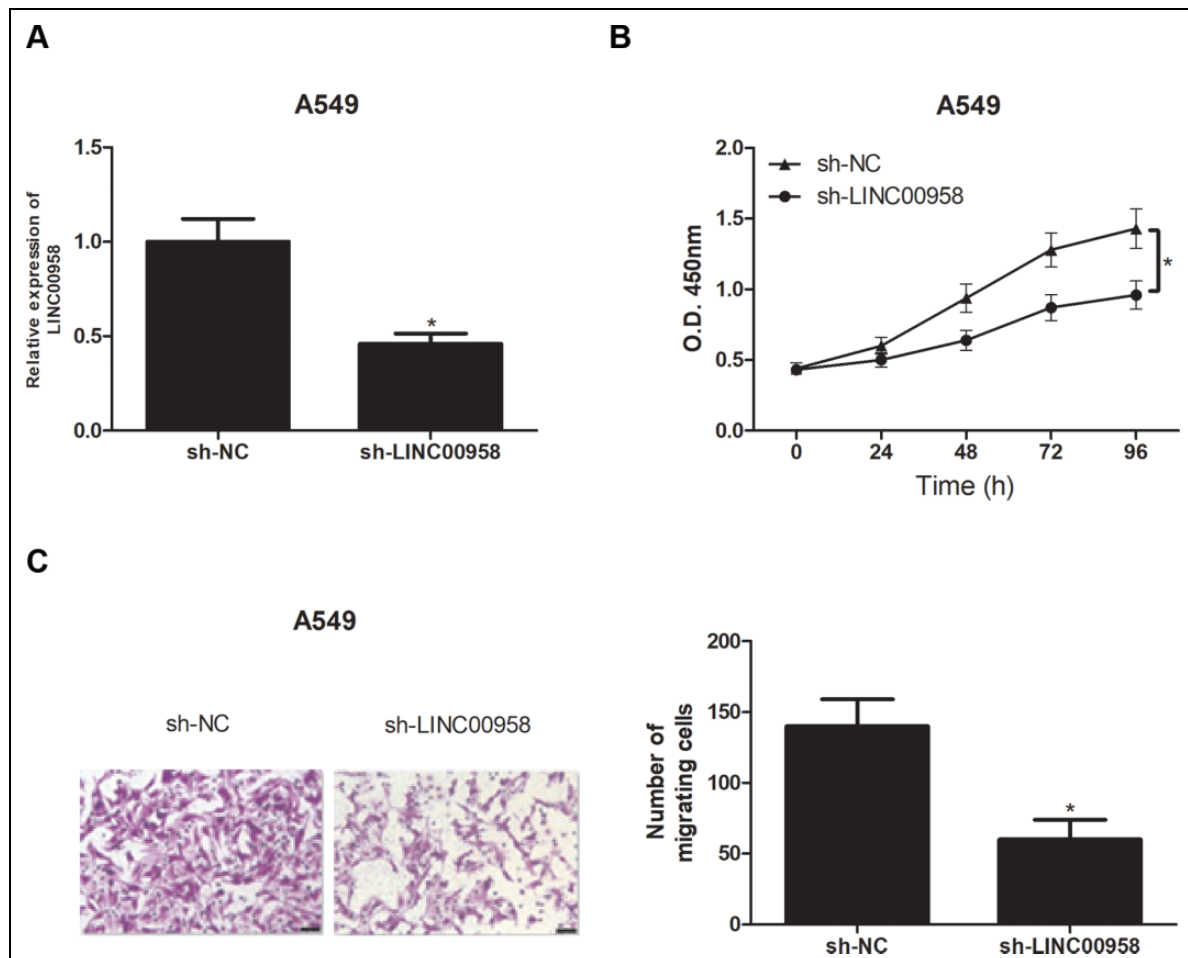 A
A549
Relative expression of
LINC00958
1.5
1.0
0.5
0.0
*
sh-NC
sh-LINC00958
B
A549
sh-NC
sh-LINC00958
O.D. 450nm
2.0
1.5
1.0
0.5
0.0
*
0 24 48 72 96
Time (h)
C
A549
sh-NC
sh-LINC00958
Number of
migrating cells
200
150
100
50
0
*
sh-NC
sh-LINC00958